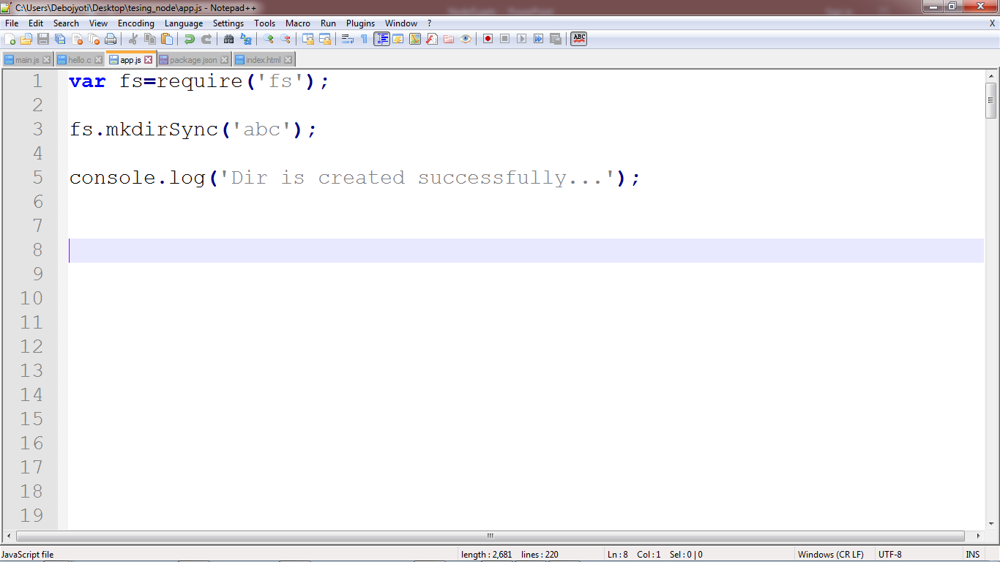 C:\Users\Debojyoti\Desktop\tesing_node\app.js - Notepad++
File Edit Search View Encoding Language Settings Tools Macro Run Plugins Window ? X
ABC
main.js hello.c app.js package.json index.html
1 var fs=require('fs');
2
3 fs.mkdirSync('abc');
4
5 console.log('Dir is created successfully...');
6
7
8
9
10
11
12
13
14
15
16
17
18
19
JavaScript file length : 2,681 lines : 220 Ln : 8 Col : 1 Sel : 0 | 0 Windows (CR LF) UTF-8 INS